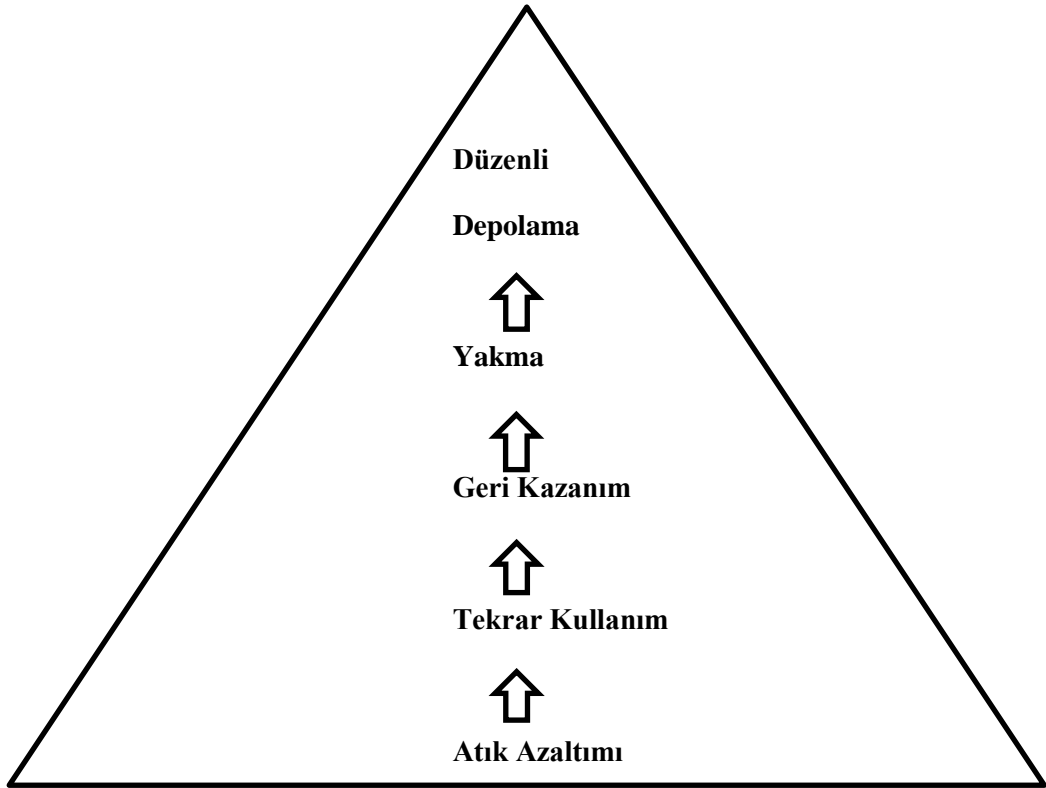 Düzenli
Depolama
Yakma
Geri Kazanım
Tekrar Kullanım
Atık Azaltımı